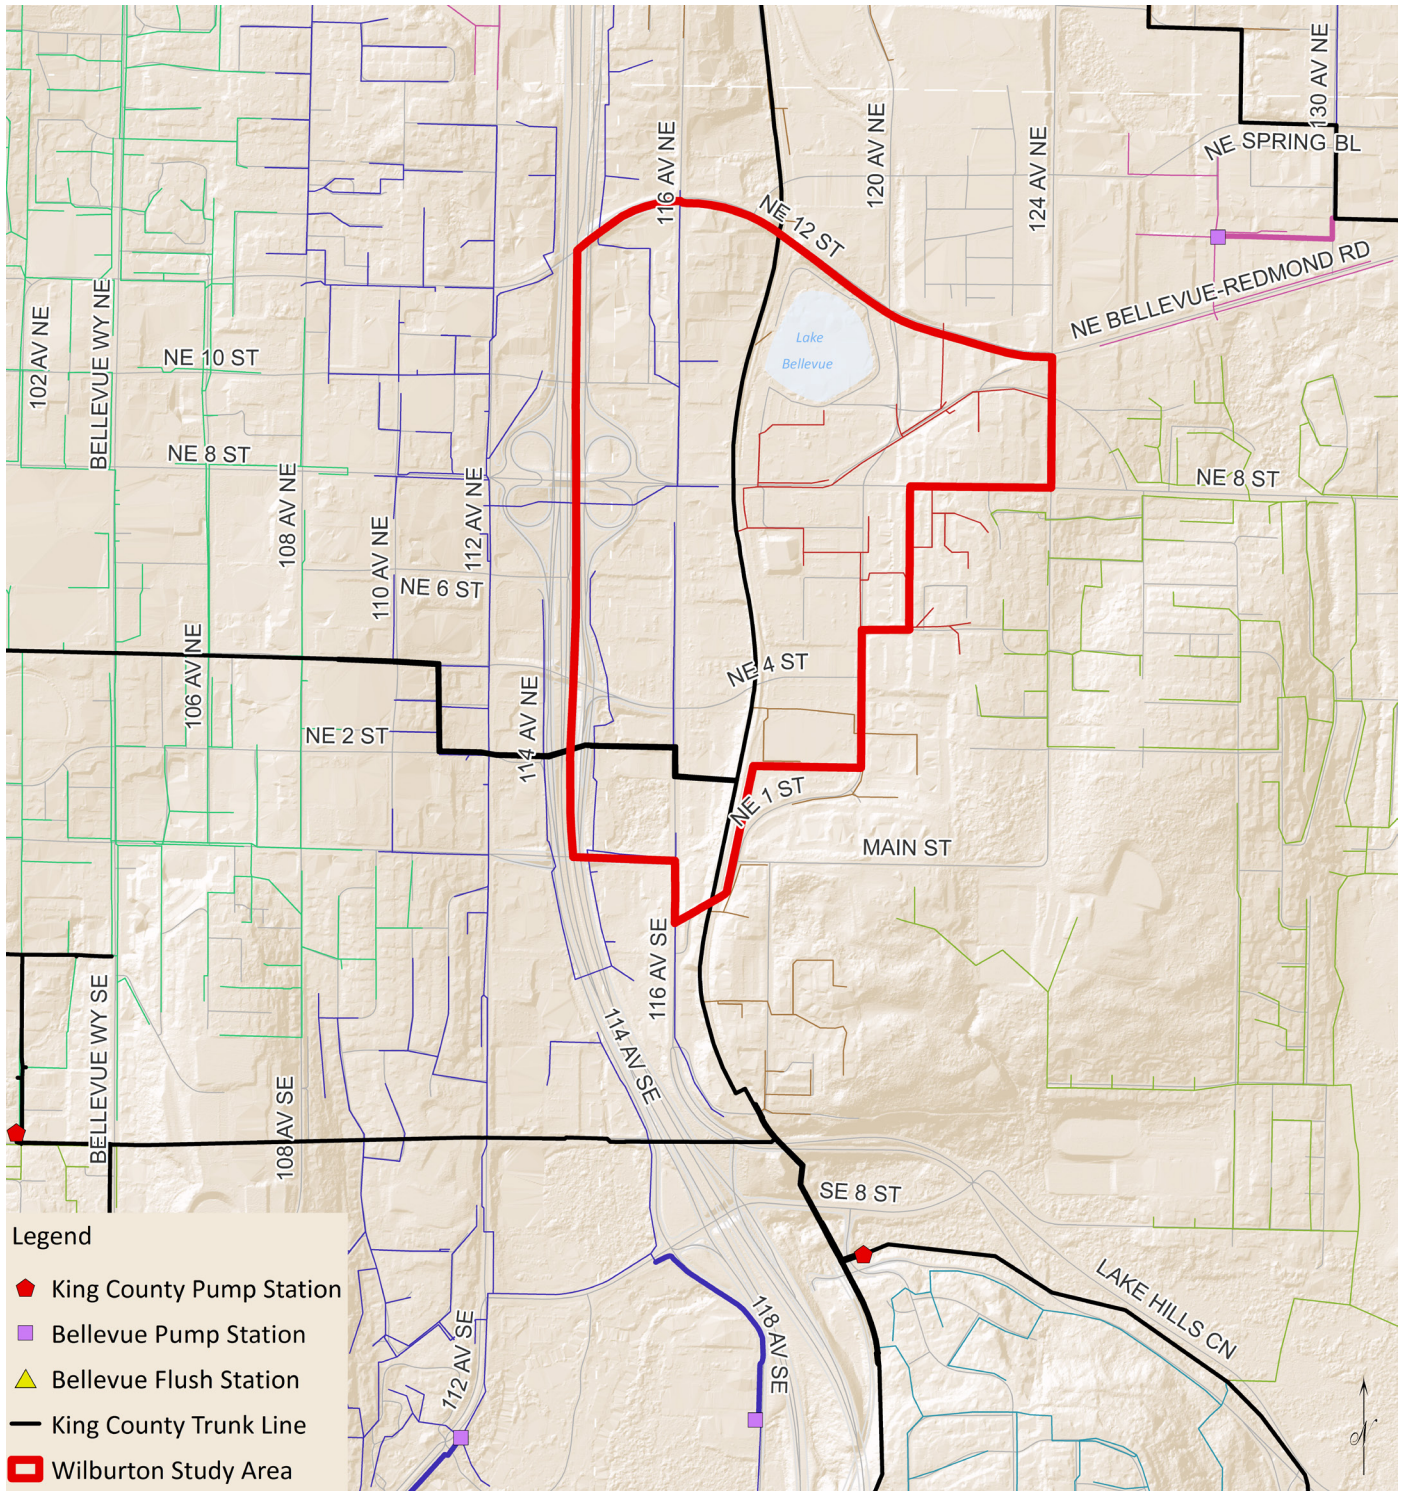 130 AV NE
116 AV NE
120 AV NE
124 AV NE
NE SPRING BL
NE 12 ST
NE BELLEVUE-REDMOND RD
102 AV NE
BELLEVUE WY NE
NE 10 ST
Lake
Bellevue
NE 8 ST
108 AV NE
112 AV NE
NE 8 ST
110 AV NE
NE 6 ST
106 AV NE
NE 4 ST
114 AV NE
NE 2 ST
NE 1 ST
MAIN ST
116 AV SE
BELLEVUE WY SE
114 AV SE
108 AV SE
SE 8 ST
LAKE HILLS CN
118 AV SE
112 AV SE
Legend
King County Pump Station
Bellevue Pump Station
Bellevue Flush Station
King County Trunk Line
Wilburton Study Area
N